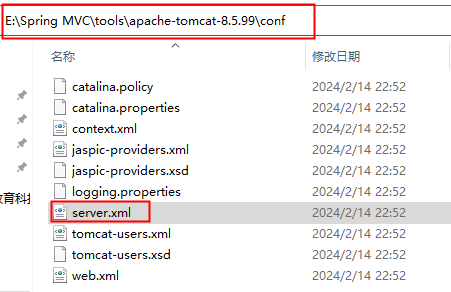 E:\Spring MVC\tools\apache-tomcat-8.5.99\conf
名称 修改日期
catalina.policy 2024/2/14 22:52
catalina.properties 2024/2/14 22:52
context.xml 2024/2/14 22:52
jaspic-providers.xml 2024/2/14 22:52
jaspic-providers.xsd 2024/2/14 22:52
logging.properties 2024/2/14 22:52
server.xml 2024/2/14 22:52
tomcat-users.xml 2024/2/14 22:52
tomcat-users.xsd 2024/2/14 22:52
web.xml 2024/2/14 22:52
育科